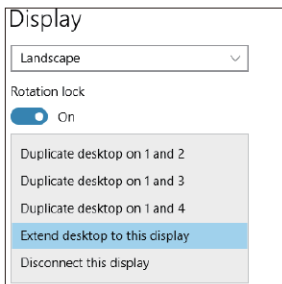 Display
Landscape
Rotation lock
On
Duplicate desktop on 1 and 2
Duplicate desktop on 1 and 3
Duplicate desktop on 1 and 4
Extend desktop to this display
Disconnect this display